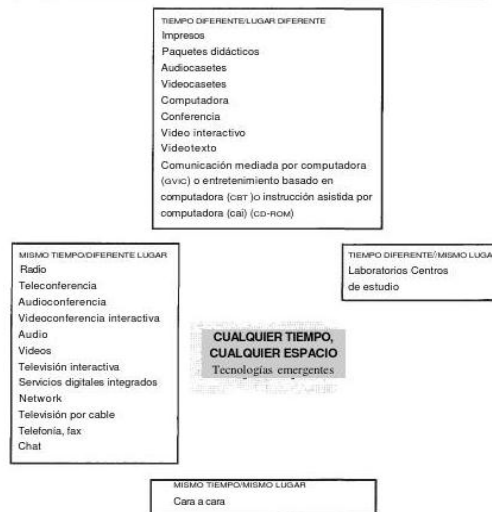 TIEMPO DIFERENTE/LUGAR DIFERENTE
Impresos
Paquetes didácticos
Audiocasetes
Videocasetes
Computadora
Conferencia
Video interactivo
Videotexto
Comunicación mediada por computadora
(GVIC) o entretenimiento basado en
computadora (CBT )o instrucción asistida por
computadora (cai) (CD-ROM)
MISMO TIEMPO/DIFERENTE LUGAR
Radio
Teleconferencia
Audioconferencia
Videoconferencia interactiva
Audio
Videos
Televisión interactiva
Servicios digitales integrados
Network
Televisión por cable
Telefonía, fax
Chat
TIEMPO DIFERENTE/MISMO LUGA
Laboratorios Centros
de estudio
CUALQUIER TIEMPO,
CUALQUIER ESPACIO
Tecnologías emergentes
MISMO TIEMPO/MISMO LUGAR
Cara a cara